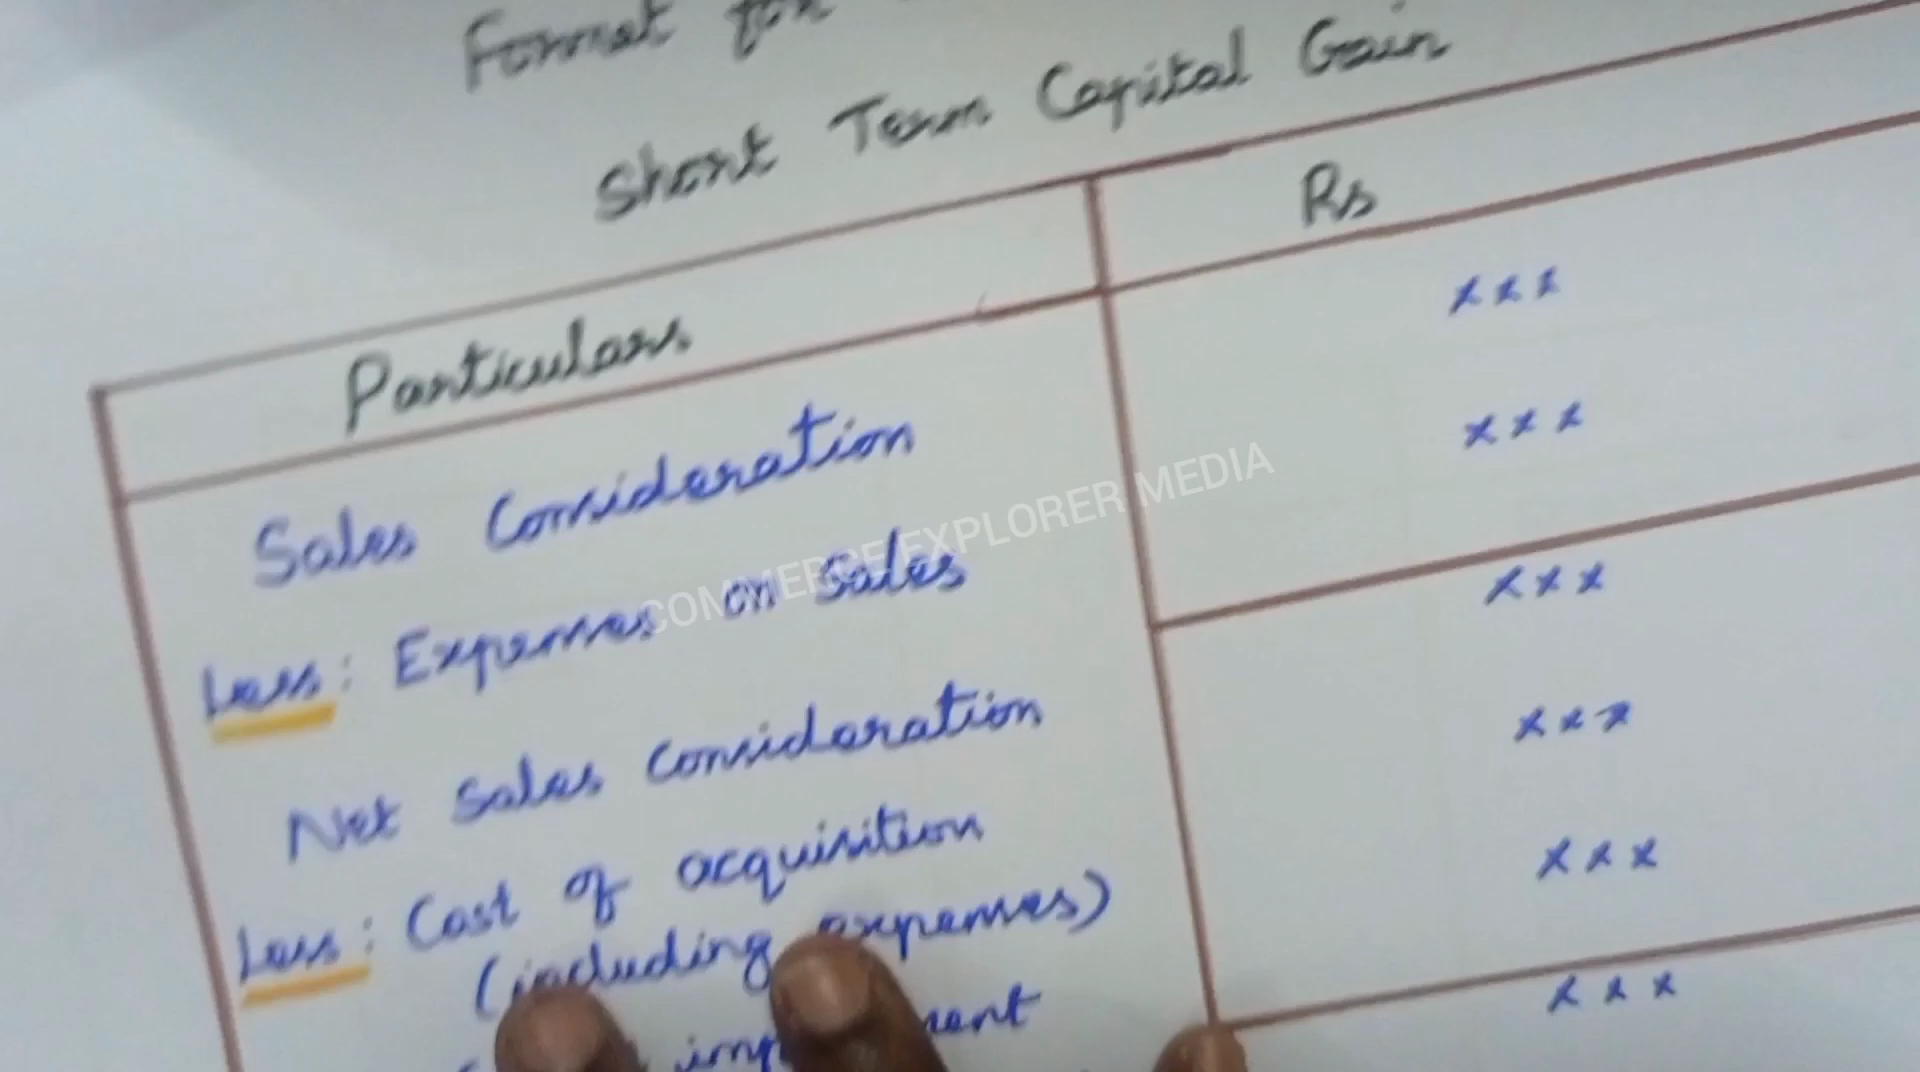 Format for
Short Term Capital Gain
Particulars
Rs
Sales Consideration
xxx
Less: Expenses on Sales
xxx
Net Sales Consideration
xxx
Less: Cost of acquisition
xxx
(including expenses)
xxx
xxx
COMMERCE EXPLORER MEDIA